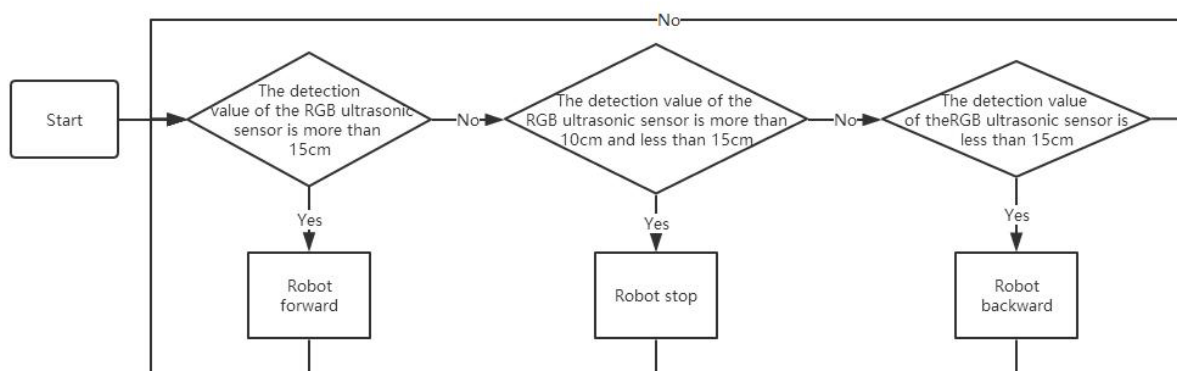 No
Start
The detection
value of the RGB ultrasonic
sensor is more than
15cm
No
The detection value of the
RGB ultrasonic sensor is more than
10cm and less than 15cm
No
The detection value
of theRGB ultrasonic sensor is
less than 15cm
Yes
Yes
Yes
Robot
forward
Robot stop
Robot
backward